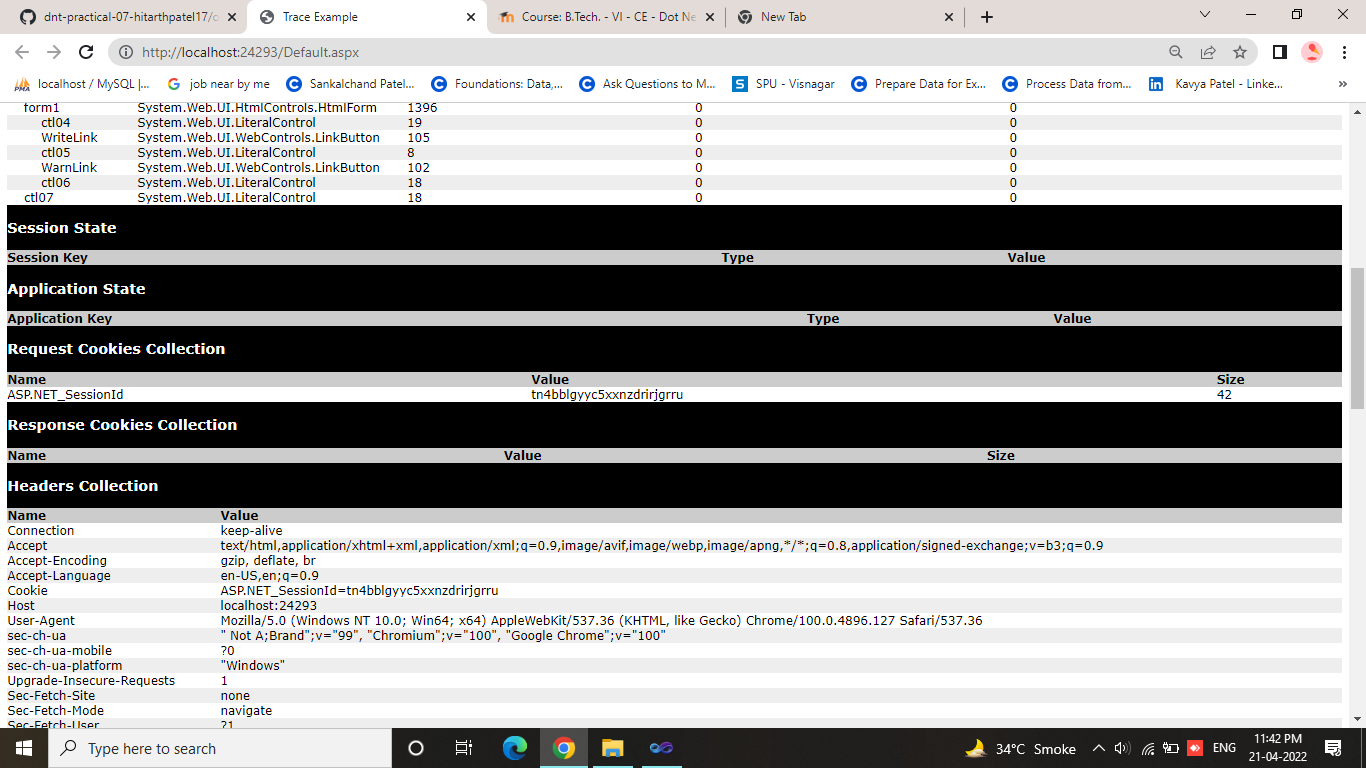 dnt-practical-07-hitarthpatel17/o
Trace Example
Course: B.Tech. - VI - CE - Dot Ne
New Tab
http://localhost:24293/Default.aspx
localhost / MySQL |...
job near by me
Sankalchand Patel...
Foundations: Data,...
Ask Questions to M...
SPU - Visnagar
Prepare Data for Ex...
Process Data from...
Kavya Patel - Linke...
»
form1 System.Web.UI.HtmlControls.HtmlForm 1396 0 0
ctl04 System.Web.UI.LiteralControl 19 0 0
WriteLink System.Web.UI.WebControls.LinkButton 105 0 0
ctl05 System.Web.UI.LiteralControl 8 0 0
WarnLink System.Web.UI.WebControls.LinkButton 102 0 0
ctl06 System.Web.UI.LiteralControl 18 0 0
ctl07 System.Web.UI.LiteralControl 18 0 0
Session State
Session Key Type Value
Application State
Application Key Type Value
Request Cookies Collection
Name Value Size
ASP.NET_SessionId tn4bblgyyc5xxnzdrirjgrru 42
Response Cookies Collection
Name Value Size
Headers Collection
Name Value
Connection keep-alive
Accept text/html,application/xhtml+xml,application/xml;q=0.9,image/avif,image/webp,image/apng,*/*;q=0.8,application/signed-exchange;v=b3;q=0.9
Accept-Encoding gzip, deflate, br
Accept-Language en-US,en;q=0.9
Cookie ASP.NET_SessionId=tn4bblgyyc5xxnzdrirjgrru
Host localhost:24293
User-Agent Mozilla/5.0 (Windows NT 10.0; Win64; x64) AppleWebKit/537.36 (KHTML, like Gecko) Chrome/100.0.4896.127 Safari/537.36
sec-ch-ua " Not A;Brand";v="99", "Chromium";v="100", "Google Chrome";v="100"
sec-ch-ua-mobile ?0
sec-ch-ua-platform "Windows"
Upgrade-Insecure-Requests 1
Sec-Fetch-Site none
Sec-Fetch-Mode navigate
Sec-Fetch-User ?1
Type here to search
34°C Smoke
ENG
11:42 PM
21-04-2022